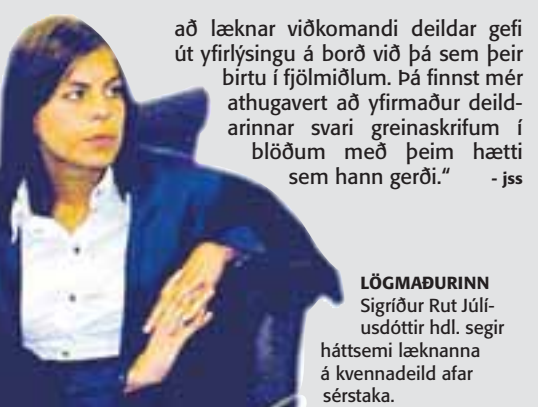 að læknar viðkomandi deildar gefi
út yfirlýsingu á borð við þá sem þeir
birtu í fjölmiðlum. Þá finnst mér
athugavert að yfirmaður deild-
arinnar svari greinaskrifum í
blöðum með þeim hætti
sem hann gerði.“ - jss
LÖGMAÐURINN
Sigríður Rut Júlí-
usdóttir hdl. segir
háttsemi læknanna
á kvennadeild afar
sérstaka.